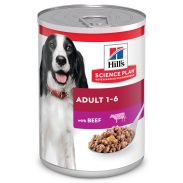 Hill's
SCIENCE PLAN
ADULT 1-6
with BEEF